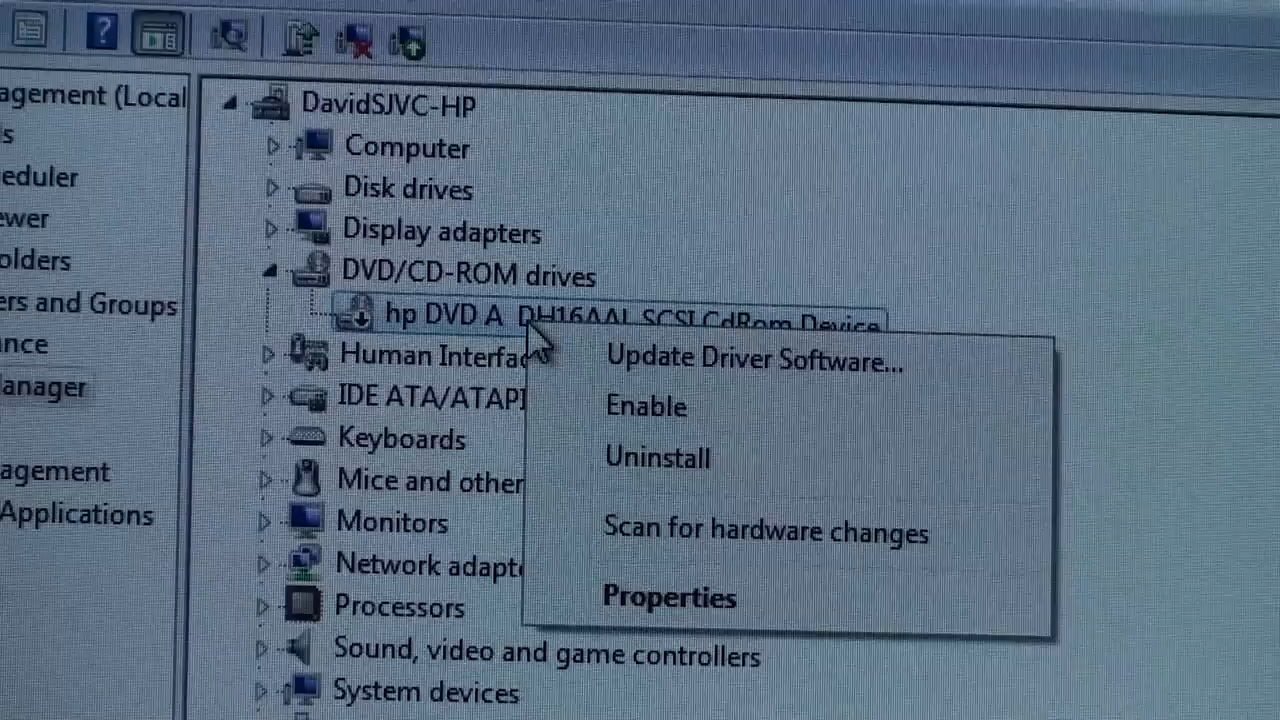 agement (Local
s
eduler
ewer
olders
ers and Groups
nce
lanager
agement
Applications
DavidSJVC-HP
Computer
Disk drives
Display adapters
DVD/CD-ROM drives
hp DVD A DH16AAL SCSI CdRom Device
Human Interfac
IDE ATA/ATAPI
Keyboards
Mice and other
Monitors
Network adapt
Processors
Sound, video and game controllers
System devices
Update Driver Software...
Enable
Uninstall
Scan for hardware changes
Properties